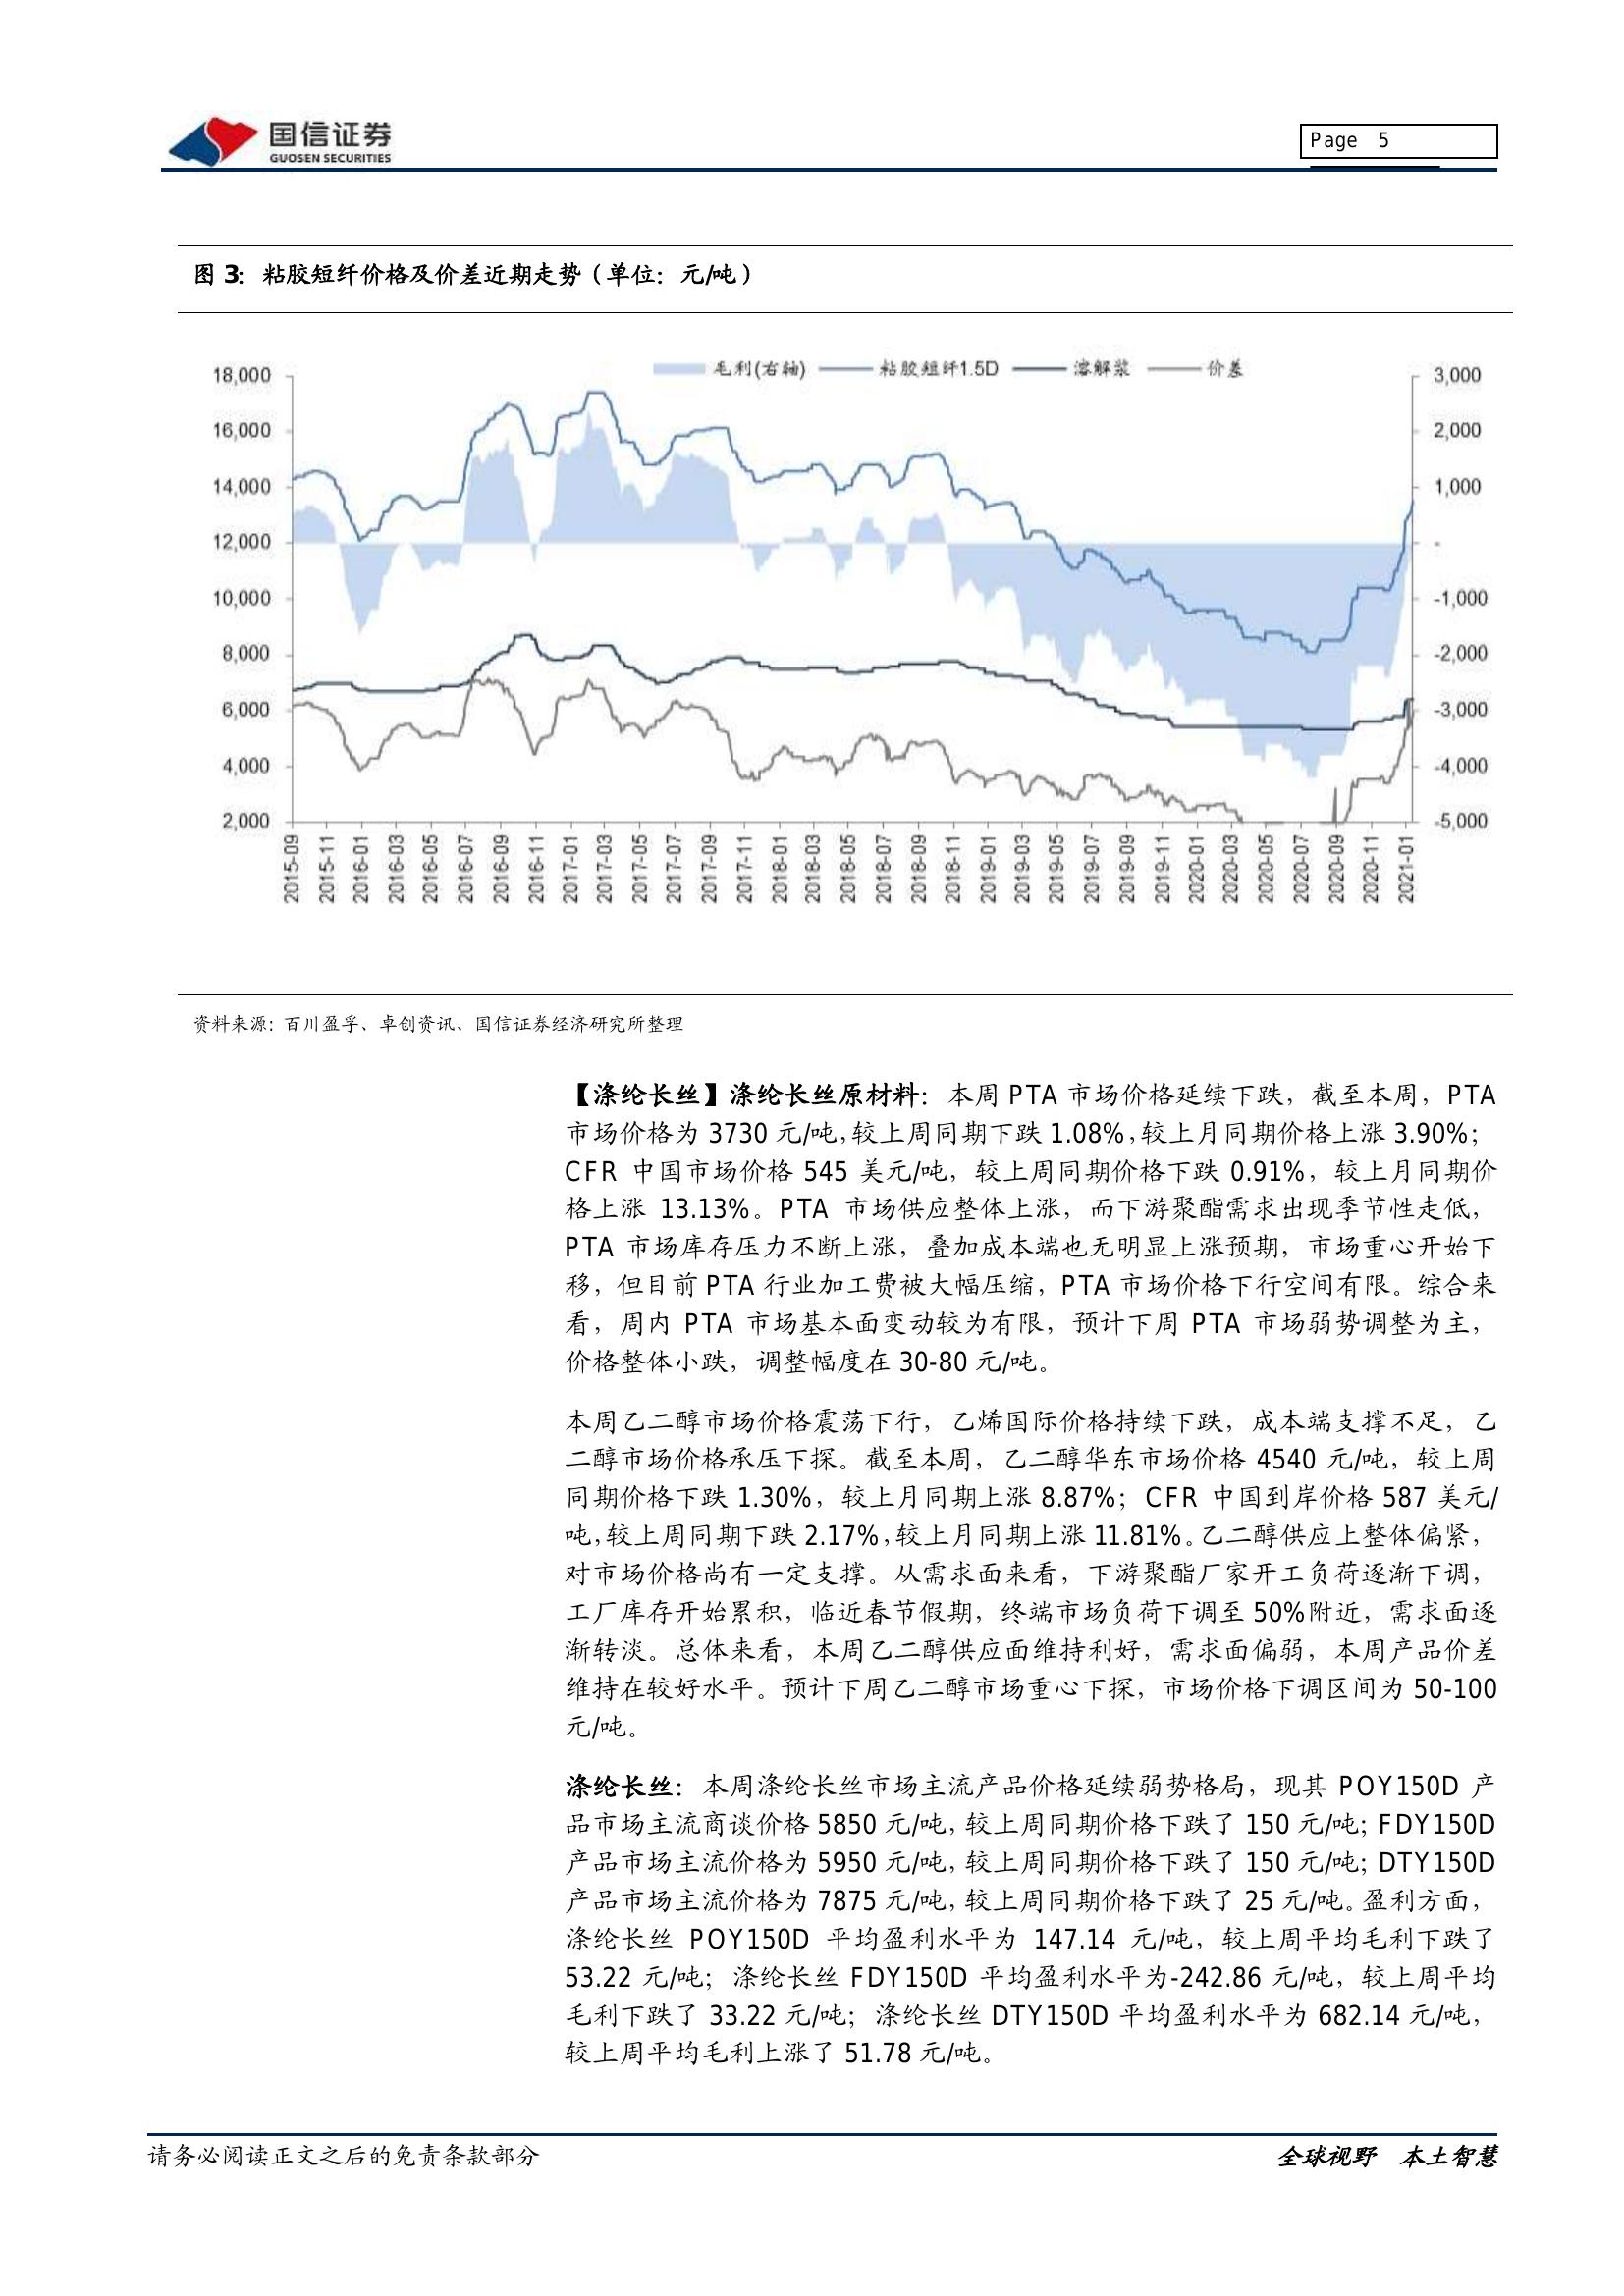 国信证券
GUOSEN SECURITIES
Page 5
图 3：粘胶短纤价格及价差近期走势（单位：元/吨）
毛利(右轴) 粘胶短纤1.5D 溶解浆 价差
18,000 3,000
16,000 2,000
14,000 1,000
12,000 -
10,000 -1,000
8,000 -2,000
6,000 -3,000
4,000 -4,000
2,000 -5,000
2015-09 2015-11 2016-01 2016-03 2016-05 2016-07 2016-09 2016-11 2017-01 2017-03 2017-05 2017-07 2017-09 2017-11 2018-01 2018-03 2018-05 2018-07 2018-09 2018-11 2019-01 2019-03 2019-05 2019-07 2019-09 2019-11 2020-01 2020-03 2020-05 2020-07 2020-09 2020-11 2021-01
资料来源：百川盈孚、卓创资讯、国信证券经济研究所整理
【涤纶长丝】涤纶长丝原材料：本周 PTA 市场价格延续下跌，截至本周，PTA
市场价格为 3730 元/吨，较上周同期下跌 1.08%，较上月同期价格上涨 3.90%；
CFR 中国市场价格 545 美元/吨，较上周同期价格下跌 0.91%，较上月同期价
格上涨 13.13%。PTA 市场供应整体上涨，而下游聚酯需求出现季节性走低，
PTA 市场库存压力不断上涨，叠加成本端也无明显上涨预期，市场重心开始下
移，但目前 PTA 行业加工费被大幅压缩，PTA 市场价格下行空间有限。综合来
看，周内 PTA 市场基本面变动较为有限，预计下周 PTA 市场弱势调整为主，
价格整体小跌，调整幅度在 30-80 元/吨。
本周乙二醇市场价格震荡下行，乙烯国际价格持续下跌，成本端支撑不足，乙
二醇市场价格承压下探。截至本周，乙二醇华东市场价格 4540 元/吨，较上周
同期价格下跌 1.30%，较上月同期上涨 8.87%；CFR 中国到岸价格 587 美元/
吨，较上周同期下跌 2.17%，较上月同期上涨 11.81%。乙二醇供应上整体偏紧，
对市场价格尚有一定支撑。从需求面来看，下游聚酯厂家开工负荷逐渐下调，
工厂库存开始累积，临近春节假期，终端市场负荷下调至 50%附近，需求面逐
渐转淡。总体来看，本周乙二醇供应面维持利好，需求面偏弱，本周产品价差
维持在较好水平。预计下周乙二醇市场重心下探，市场价格下调区间为 50-100
元/吨。
涤纶长丝：本周涤纶长丝市场主流产品价格延续弱势格局，现其 POY150D 产
品市场主流商谈价格 5850 元/吨，较上周同期价格下跌了 150 元/吨；FDY150D
产品市场主流价格为 5950 元/吨，较上周同期价格下跌了 150 元/吨；DTY150D
产品市场主流价格为 7875 元/吨，较上周同期价格下跌了 25 元/吨。盈利方面，
涤纶长丝 POY150D 平均盈利水平为 147.14 元/吨，较上周平均毛利下跌了
53.22 元/吨；涤纶长丝 FDY150D 平均盈利水平为-242.86 元/吨，较上周平均
毛利下跌了 33.22 元/吨；涤纶长丝 DTY150D 平均盈利水平为 682.14 元/吨，
较上周平均毛利上涨了 51.78 元/吨。
请务必阅读正文之后的免责条款部分 全球视野 本土智慧